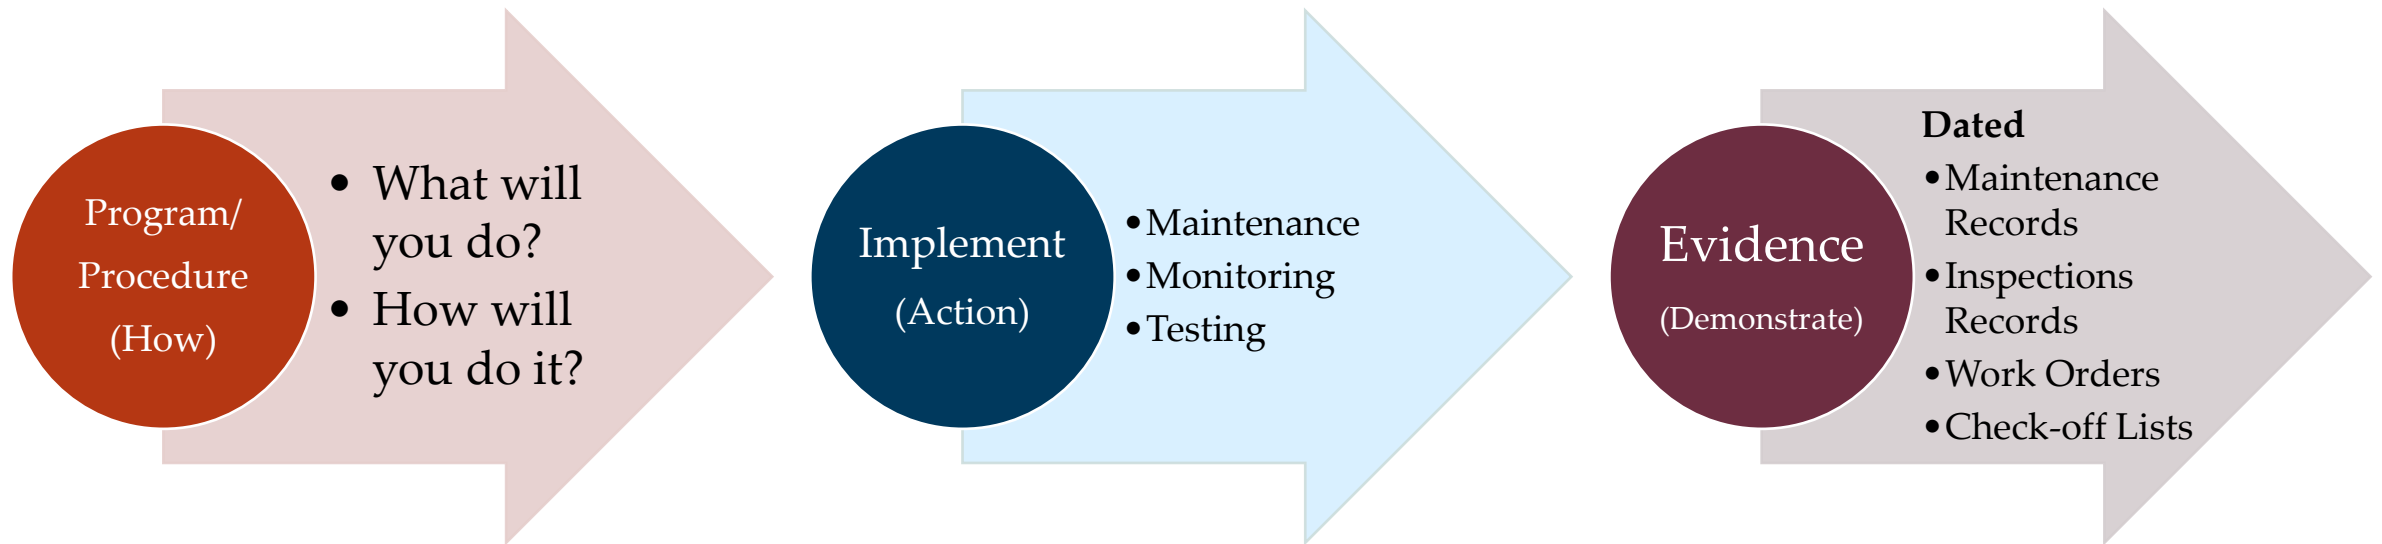 Program/
Procedure
(How)
• What will
you do?
• How will
you do it?
Implement
(Action)
•Maintenance
•Monitoring
•Testing
Evidence
(Demonstrate)
Dated
•Maintenance
Records
•Inspections
Records
•Work Orders
•Check-off Lists